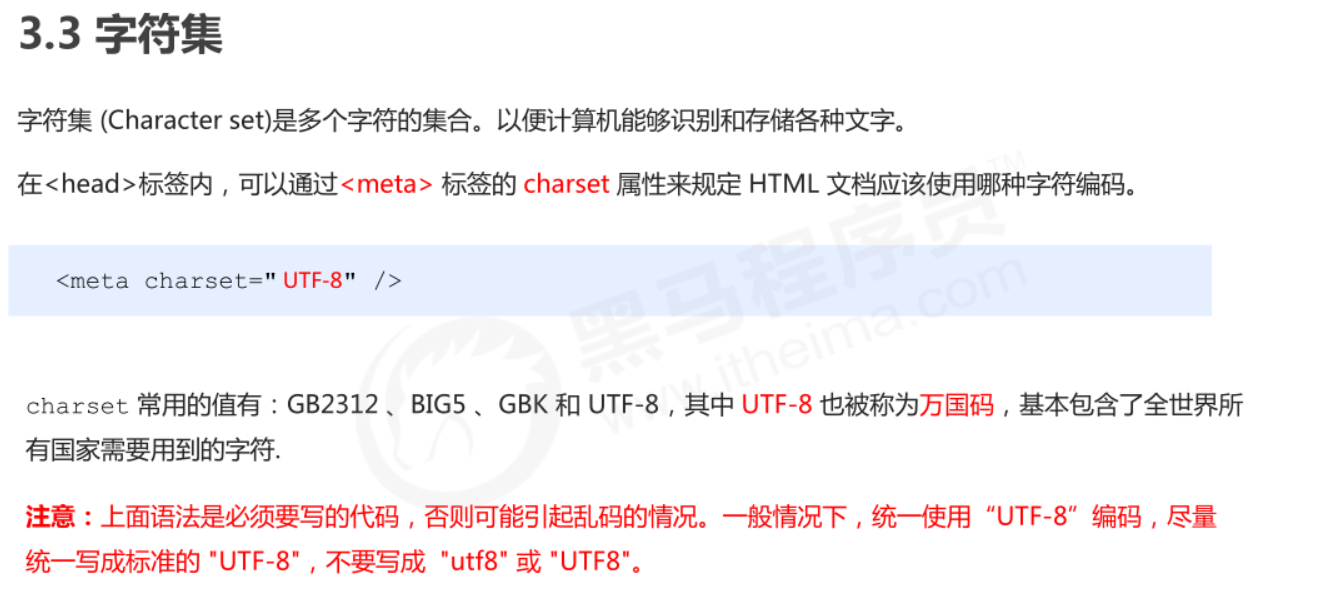 3.3 字符集
字符集 (Character set)是多个字符的集合。以便计算机能够识别和存储各种文字。
在<head>标签内，可以通过<meta> 标签的 charset 属性来规定 HTML 文档应该使用哪种字符编码。
<meta charset=" UTF-8" />
黑马程序员™
www.itheima.com
charset 常用的值有：GB2312 、BIG5 、GBK 和 UTF-8，其中 UTF-8 也被称为万国码，基本包含了全世界所
有国家需要用到的字符.
注意：上面语法是必须要写的代码，否则可能引起乱码的情况。一般情况下，统一使用“UTF-8”编码，尽量
统一写成标准的 "UTF-8"，不要写成 "utf8" 或 "UTF8"。